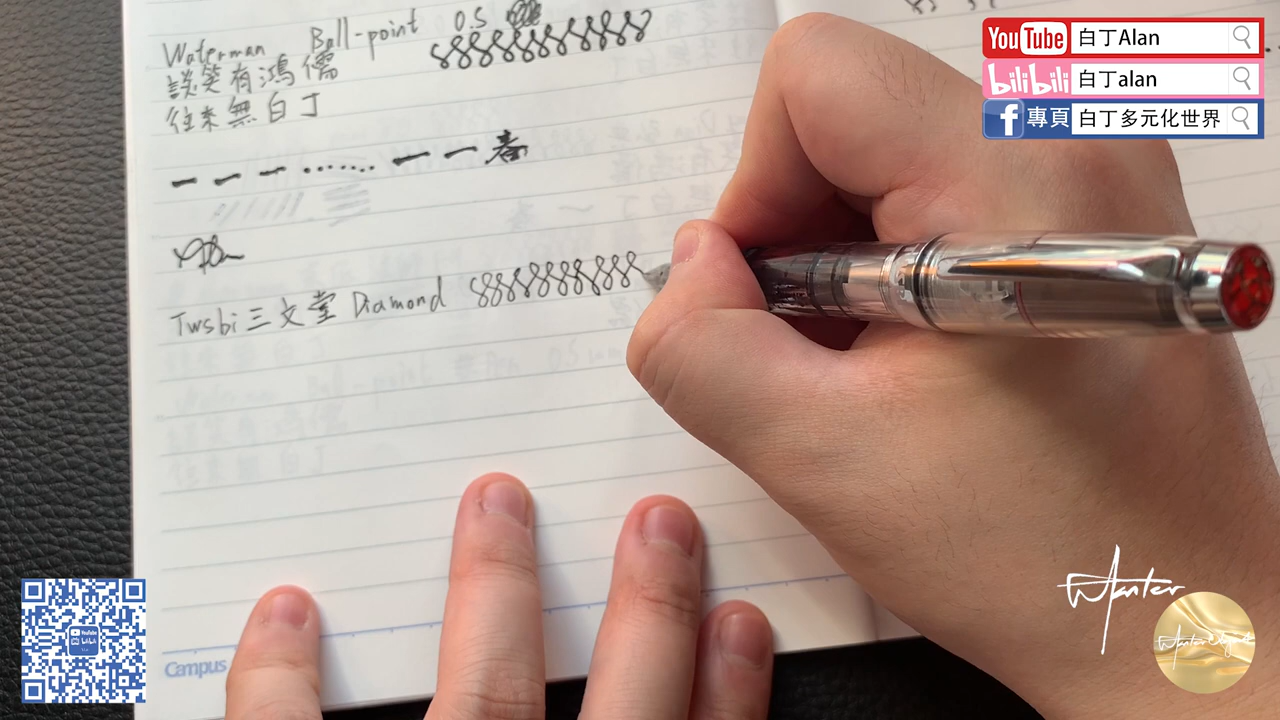 Waterman Ball-point 0.5
談笑有鴻儒
往來無白丁
一 一 一 ······· 一 一 春
Twsbi 三文堂 Diamond
Campus
YouTube 白丁Alan
bilibili 白丁alan
f 專頁 白丁多元化世界